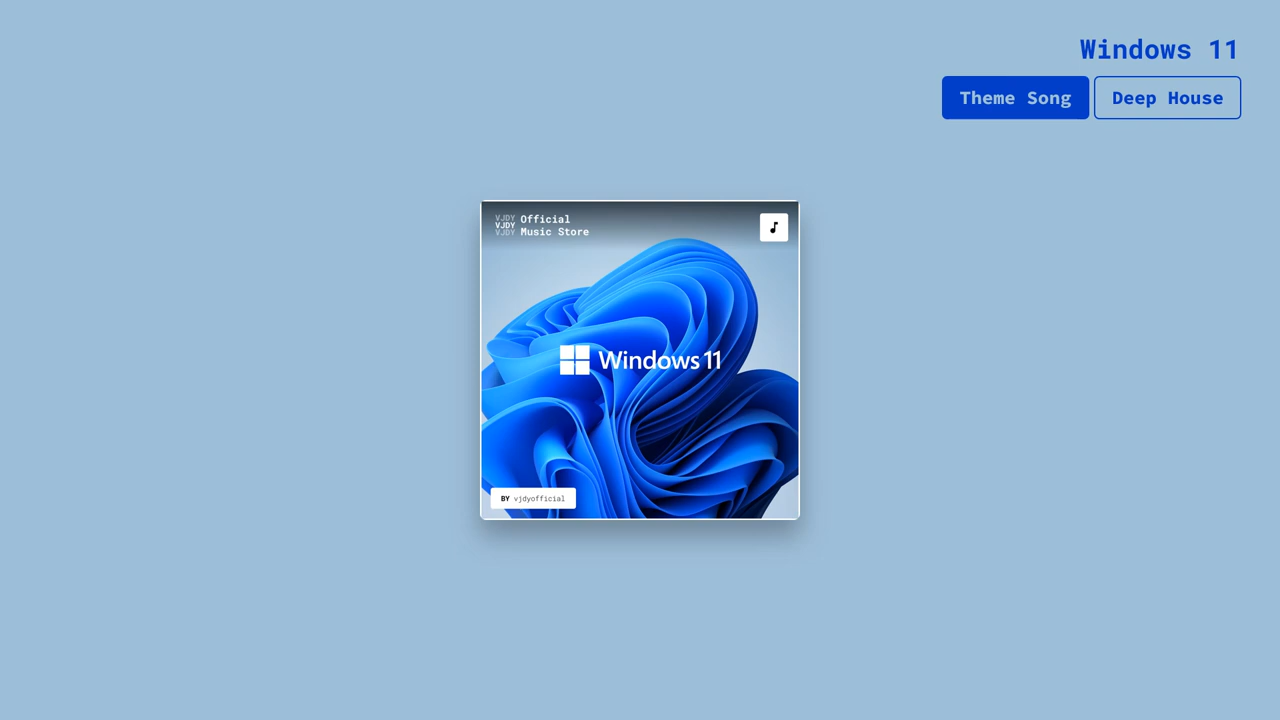 Windows 11
Theme Song
Deep House
VJDY
VJDY
VJDY
Official
Music Store
Windows 11
BY vjdyofficial